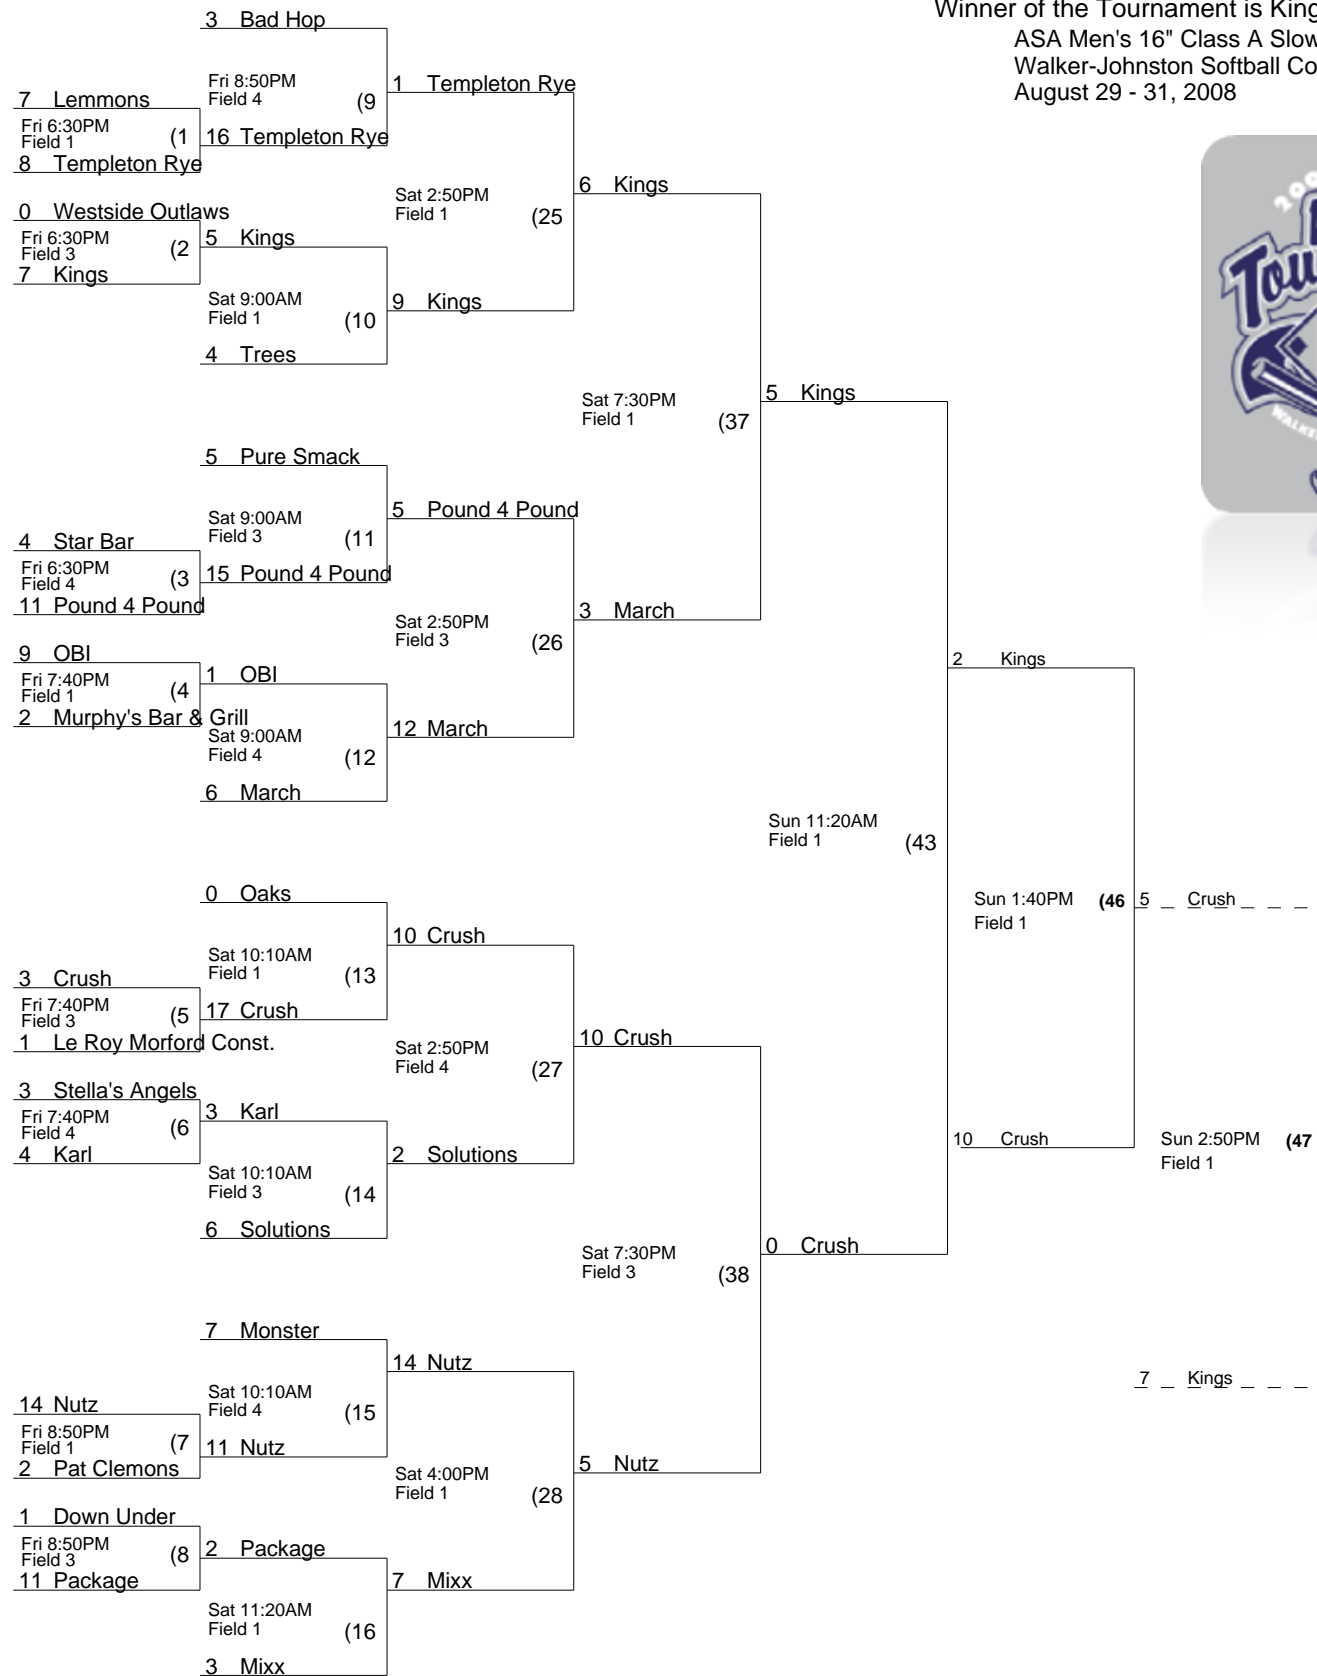 Winner of the Tournament is King
ASA Men's 16" Class A Slow
Walker-Johnston Softball Co
August 29 - 31, 2008
3 Bad Hop
Fri 8:50PM
Field 4 (9
1 Templeton Rye
7 Lemmons
Fri 6:30PM
Field 1 (1
16 Templeton Rye
8 Templeton Rye
Sat 2:50PM
Field 1 (25
6 Kings
0 Westside Outlaws
Fri 6:30PM
Field 3 (2
5 Kings
7 Kings
Sat 9:00AM
Field 1 (10
9 Kings
4 Trees
Sat 7:30PM
Field 1 (37
5 Kings
5 Pure Smack
Sat 9:00AM
Field 3 (11
5 Pound 4 Pound
4 Star Bar
Fri 6:30PM
Field 4 (3
15 Pound 4 Pound
11 Pound 4 Pound
Sat 2:50PM
Field 3 (26
3 March
9 OBI
Fri 7:40PM
Field 1 (4
1 OBI
2 Murphy's Bar & Grill
Sat 9:00AM
Field 4 (12
12 March
6 March
2 Kings
Sun 11:20AM
Field 1 (43
0 Oaks
Sat 10:10AM
Field 1 (13
10 Crush
Sun 1:40PM (46
Field 1
5 Crush
3 Crush
Fri 7:40PM
Field 3 (5
17 Crush
1 Le Roy Morford Const.
Sat 2:50PM
Field 4 (27
10 Crush
3 Stella's Angels
Fri 7:40PM
Field 4 (6
3 Karl
4 Karl
Sat 10:10AM
Field 3 (14
2 Solutions
6 Solutions
10 Crush
Sun 2:50PM (47
Field 1
Sat 7:30PM
Field 3 (38
0 Crush
7 Monster
Sat 10:10AM
Field 4 (15
14 Nutz
7 Kings
14 Nutz
Fri 8:50PM
Field 1 (7
11 Nutz
2 Pat Clemons
Sat 4:00PM
Field 1 (28
5 Nutz
1 Down Under
Fri 8:50PM
Field 3 (8
2 Package
11 Package
Sat 11:20AM
Field 1 (16
7 Mixx
3 Mixx